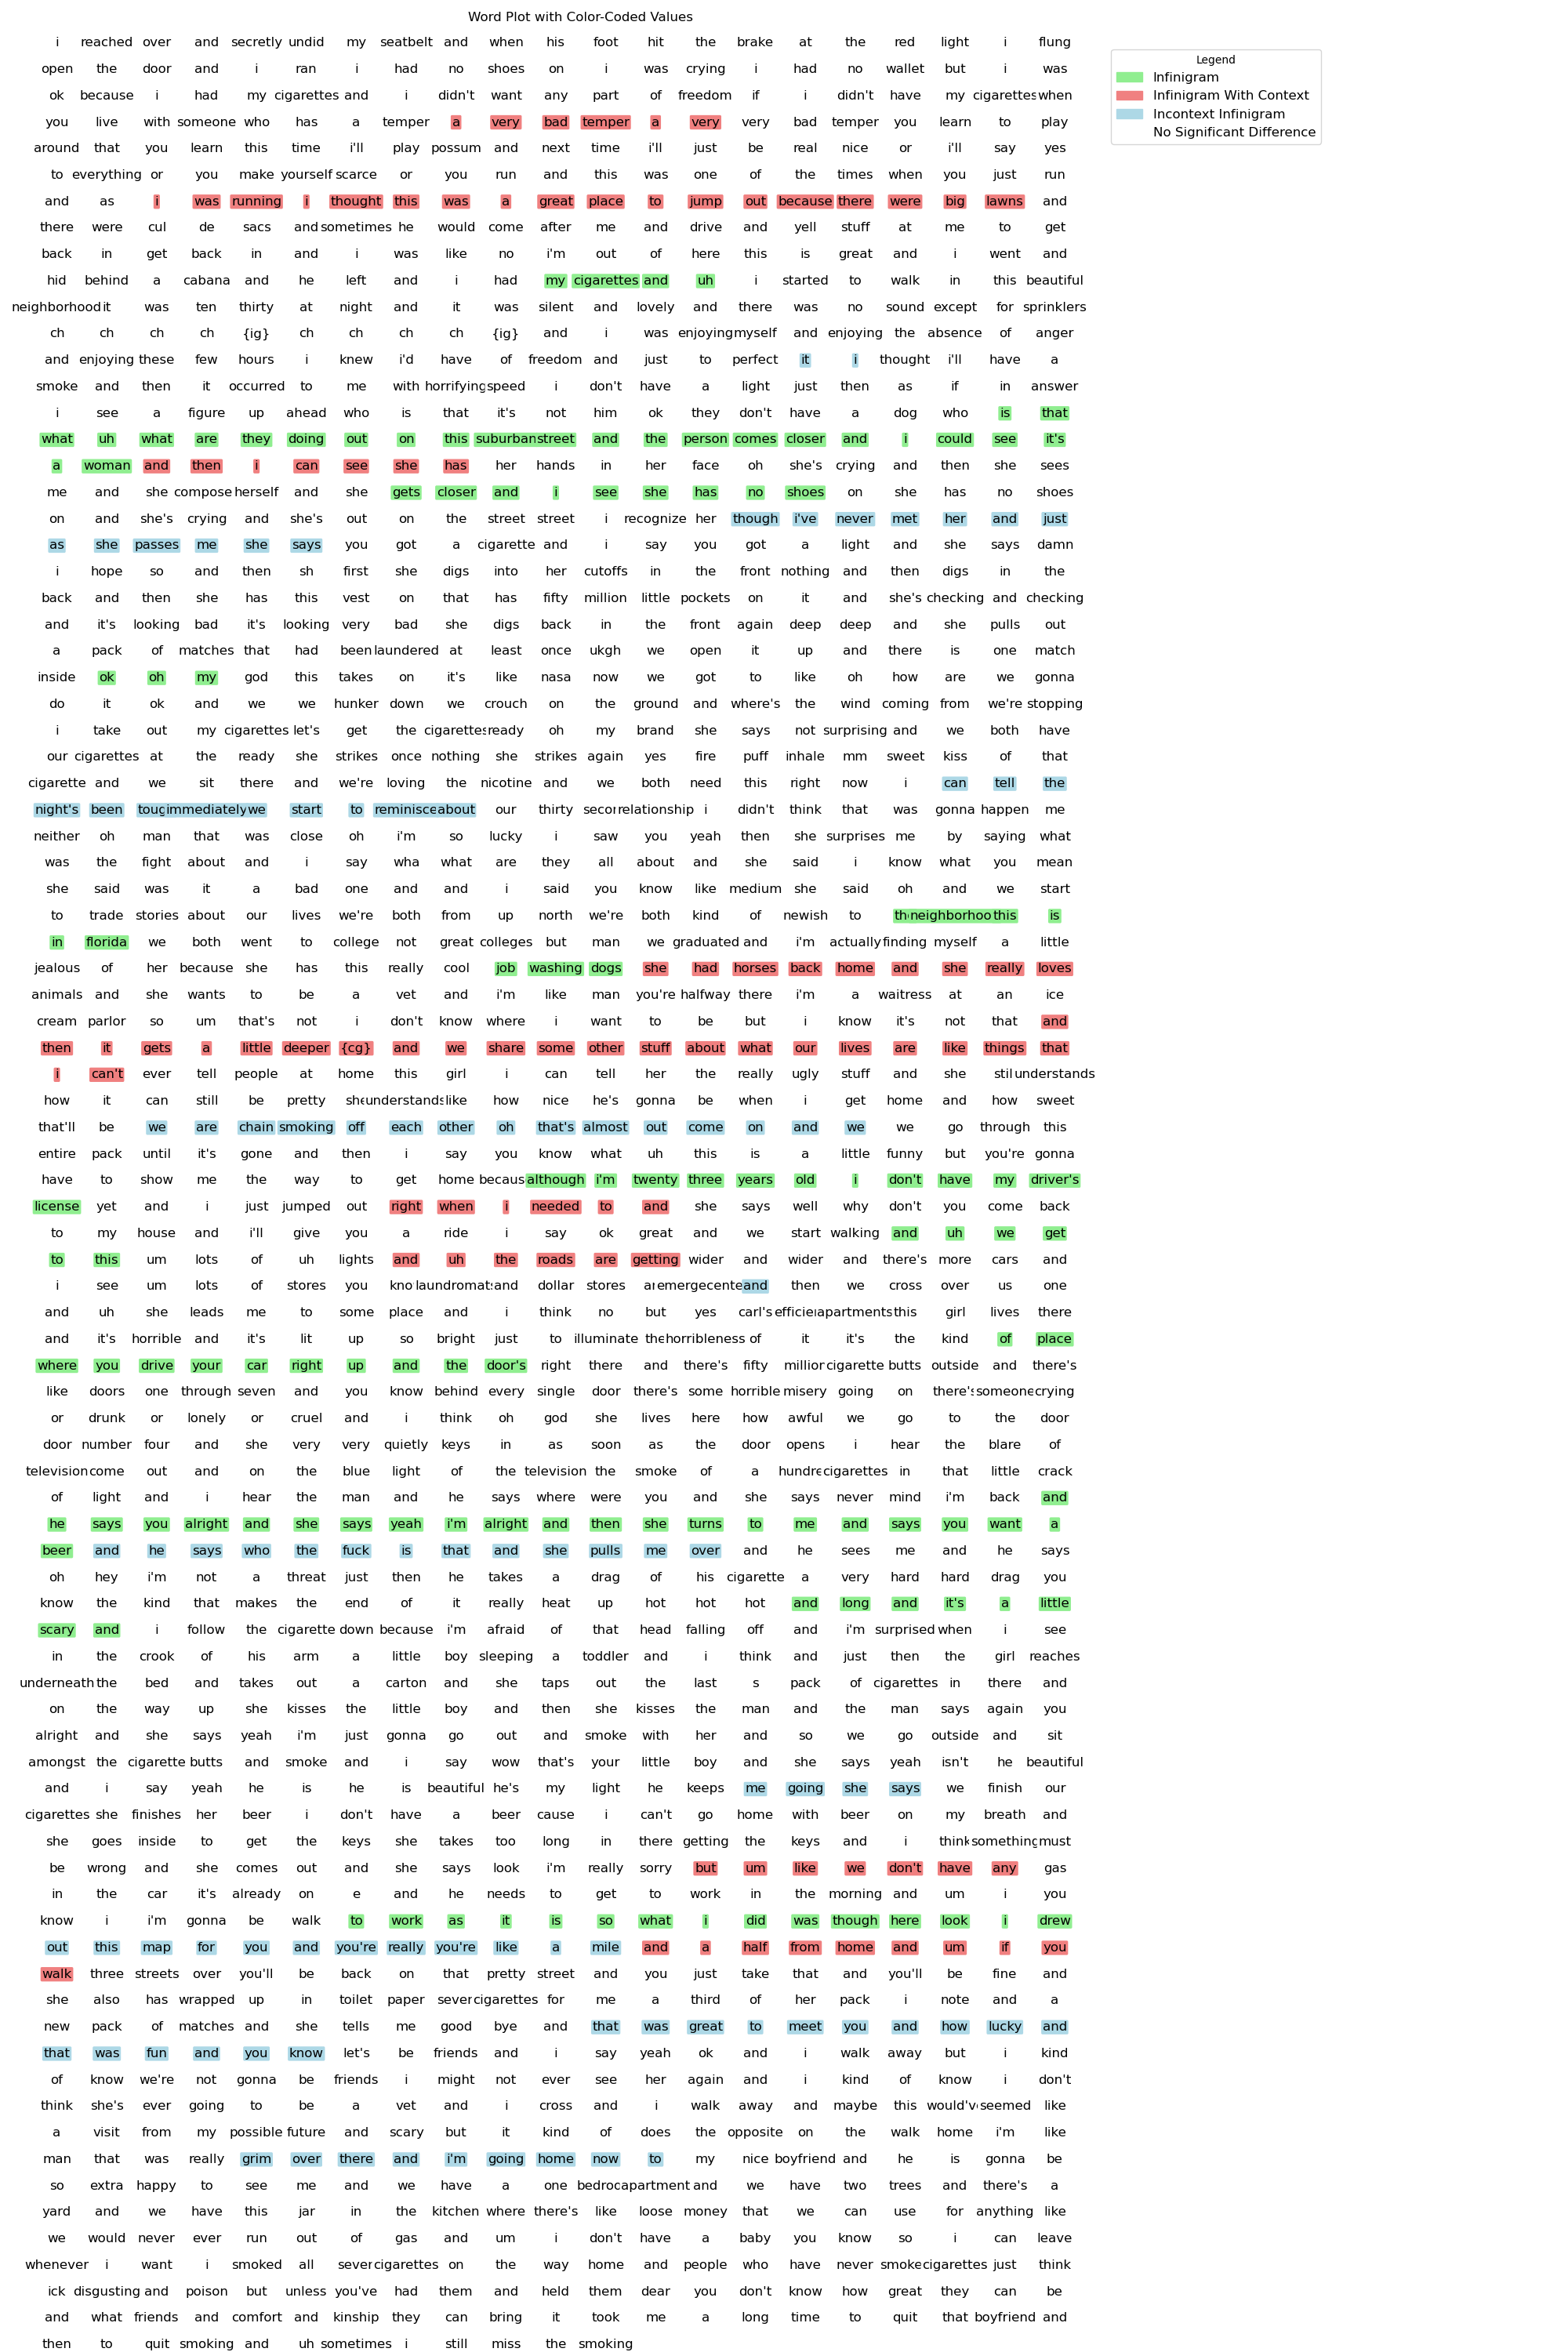 Word Plot with Color-Coded Values
i reached over and secretly undid my seatbelt and when his foot hit the brake at the red light i flung
Legend
open the door and i ran i had no shoes on i was crying i had no wallet but i was
Infinigram
ok because i had my cigarettes and i didn't want any part of freedom if i didn't have my cigarettes when
Infinigram With Context
Incontext Infinigram
you live with someone who has a temper a very bad temper a very very bad temper you learn to play
No Significant Difference
around that you learn this time i'll play possum and next time i'll just be real nice or i'll say yes
to everything or you make yourself scarce or you run and this was one of the times when you just run
and as i was running i thought this was a great place to jump out because there were big lawns and
there were cul de sacs and sometimes he would come after me and drive and yell stuff at me to get
back in get back in and i was like no i'm out of here this is great and i went and
hid behind a cabana and he left and i had my cigarettes and uh i started to walk in this beautiful
neighborhood it was ten thirty at night and it was silent and lovely and there was no sound except for sprinklers
ch ch ch ch {ig} ch ch ch ch {ig} and i was enjoying myself and enjoying the absence of anger
and enjoying these few hours i knew i'd have of freedom and just to perfect it i thought i'll have a
smoke and then it occurred to me with horrifying speed i don't have a light just then as if in answer
i see a figure up ahead who is that it's not him ok they don't have a dog who is that
what uh what are they doing out on this suburban street and the person comes closer and i could see it's
a woman and then i can see she has her hands in her face oh she's crying and then she sees
me and she compose herself and she gets closer and i see she has no shoes on she has no shoes
on and she's crying and she's out on the street street i recognize her though i've never met her and just
as she passes me she says you got a cigarette and i say you got a light and she says damn
i hope so and then sh first she digs into her cutoffs in the front nothing and then digs in the
back and then she has this vest on that has fifty million little pockets on it and she's checking and checking
and it's looking bad it's looking very bad she digs back in the front again deep deep and she pulls out
a pack of matches that had been laundered at least once ukgh we open it up and there is one match
inside ok oh my god this takes on it's like nasa now we got to like oh how are we gonna
do it ok and we we hunker down we crouch on the ground and where's the wind coming from we're stopping
i take out my cigarettes let's get the cigarettes ready oh my brand she says not surprising and we both have
our cigarettes at the ready she strikes once nothing she strikes again yes fire puff inhale mm sweet kiss of that
cigarette and we sit there and we're loving the nicotine and we both need this right now i can tell the
night's been immediately we start to reminisce about our thirty relationship i didn't think that was gonna happen me
neither oh man that was close oh i'm so lucky i saw you yeah then she surprises me by saying what
was the fight about and i say wha what are they all about and she said i know what you mean
she said was it a bad one and and i said you know like medium she said oh and we start
to trade stories about our lives we're both from up north we're both kind of newish to this is
in florida we both went to college not great colleges but man we graduated and i'm actually finding myself a little
jealous of her because she has this really cool job washing dogs she had horses back home and she really loves
animals and she wants to be a vet and i'm like man you're halfway there i'm a waitress at an ice
cream parlor so um that's not i don't know where i want to be but i know it's not that and
then it gets a little deeper {cg} and we share some other stuff about what our lives are like things that
i can't ever tell people at home this girl i can tell her the really ugly stuff and she understands
how it can still be pretty understands like how nice he's gonna be when i get home and how sweet
that'll be we are chain smoking off each other oh that's almost out come on and we we go through this
entire pack until it's gone and then i say you know what uh this is a little funny but you're gonna
have to show me the way to get home although i'm twenty three years old i don't have my driver's
license yet and i just jumped out right when i needed to and she says well why don't you come back
to my house and i'll give you a ride i say ok great and we start walking and uh we get
to this um lots of uh lights and uh the roads are getting wider and wider and there's more cars and
i see um lots of stores you and dollar stores and then we cross over us one
and uh she leads me to some place and i think no but yes carl's apartments this girl lives there
and it's horrible and it's lit up so bright just to illuminate horribleness of it it's the kind of place
where you drive your car right up and the door's right there and there's fifty cigarette butts outside and there's
like doors one through seven and you know behind every single door there's some horrible misery going on there's someone crying
or drunk or lonely or cruel and i think oh god she lives here how awful we go to the door
door number four and she very very quietly keys in as soon as the door opens i hear the blare of
television come out and on the blue light of the television the smoke of a cigarettes in that little crack
of light and i hear the man and he says where were you and she says never mind i'm back and
he says you alright and she says yeah i'm alright and then she turns to me and says you want a
beer and he says who the fuck is that and she pulls me over and he sees me and he says
oh hey i'm not a threat just then he takes a drag of his cigarette a very hard hard drag you
know the kind that makes the end of it really heat up hot hot hot and long and it's a little
scary and i follow the cigarette down because i'm afraid of that head falling off and i'm surprised when i see
in the crook of his arm a little boy sleeping a toddler and i think and just then the girl reaches
underneath the bed and takes out a carton and she taps out the last s pack of cigarettes in there and
on the way up she kisses the little boy and then she kisses the man and the man says again you
alright and she says yeah i'm just gonna go out and smoke with her and so we go outside and sit
amongst the cigarette butts and smoke and i say wow that's your little boy and she says yeah isn't he beautiful
and i say yeah he is he is beautiful he's my light he keeps me going she says we finish our
cigarettes she finishes her beer i don't have a beer cause i can't go home with beer on my breath and
she goes inside to get the keys she takes too long in there getting the keys and i think something must
be wrong and she comes out and she says look i'm really sorry but um like we don't have any gas
in the car it's already on e and he needs to get to work in the morning and um i you
know i i'm gonna be walk to work as it is so what i did was though here look i drew
out this map for you and you're really you're like a mile and a half from home and um if you
walk three streets over you'll be back on that pretty street and you just take that and you'll be fine and
she also has wrapped up in toilet paper cigarettes for me a third of her pack i note and a
new pack of matches and she tells me good bye and that was great to meet you and how lucky and
that was fun and you know let's be friends and i say yeah ok and i walk away but i kind
of know we're not gonna be friends i might not ever see her again and i kind of know i don't
think she's ever going to be a vet and i cross and i walk away and maybe this would've seemed like
a visit from my possible future and scary but it kind of does the opposite on the walk home i'm like
man that was really grim over there and i'm going home now to my nice boyfriend and he is gonna be
so extra happy to see me and we have a one apartment and we have two trees and there's a
yard and we have this jar in the kitchen where there's like loose money that we can use for anything like
we would never ever run out of gas and um i don't have a baby you know so i can leave
whenever i want i smoked all cigarettes on the way home and people who have never cigarettes just think
ick disgusting and poison but unless you've had them and held them dear you don't know how great they can be
and what friends and comfort and kinship they can bring it took me a long time to quit that boyfriend and
then to quit smoking and uh sometimes i still miss the smoking